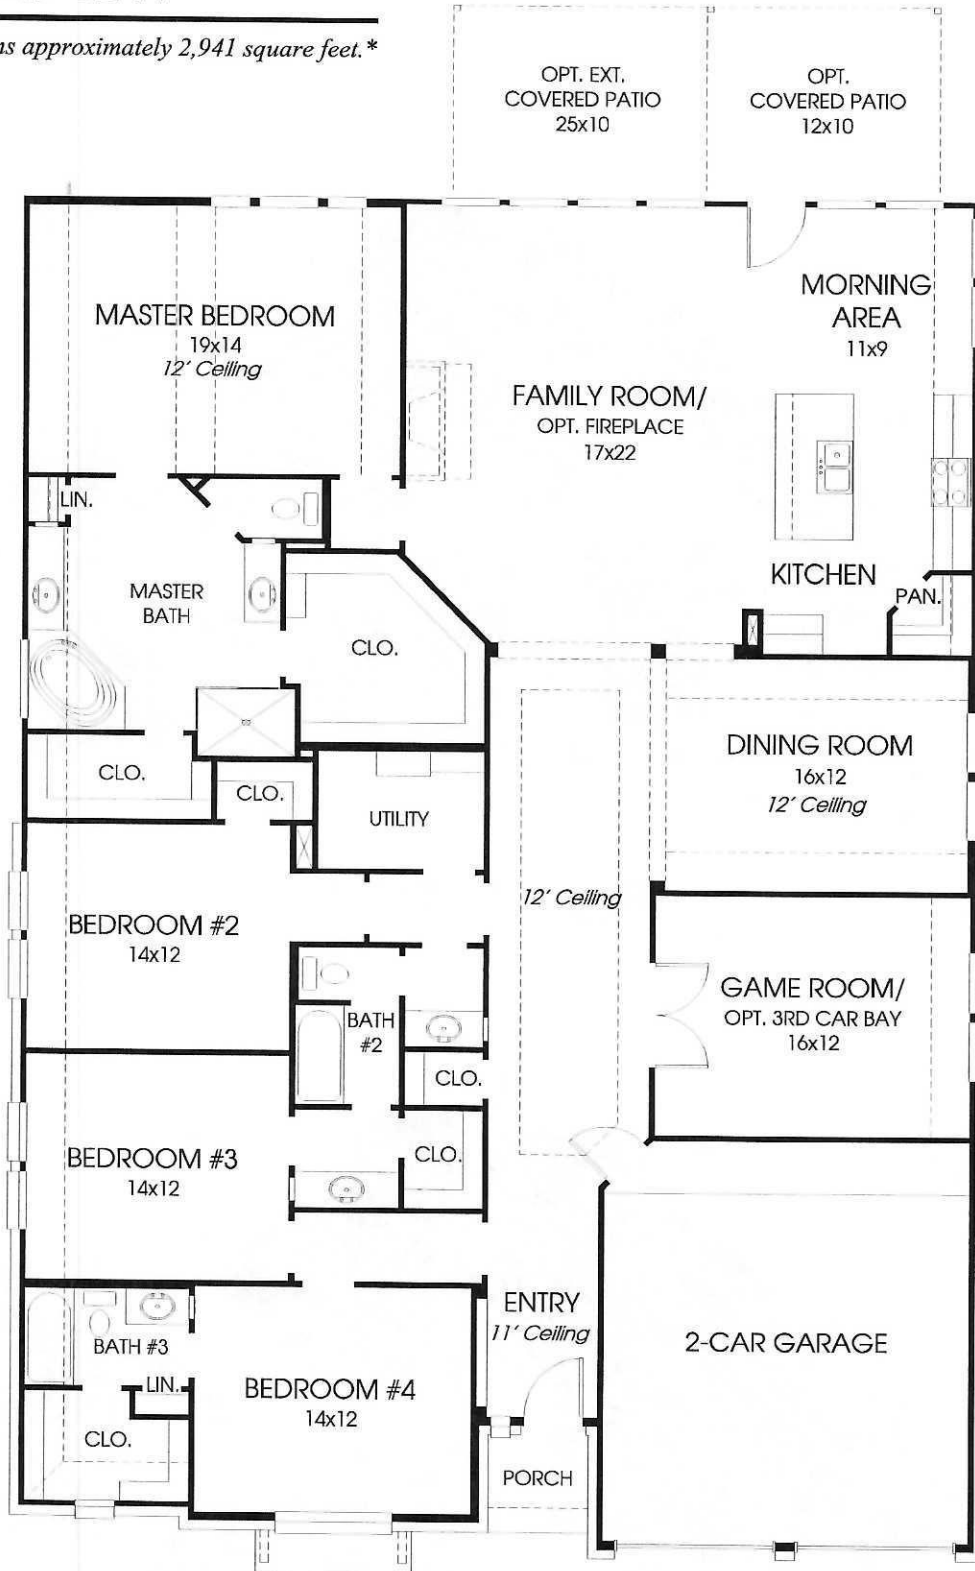 ns approximately 2,941 square feet.*
OPT. EXT.
COVERED PATIO
25x10
OPT.
COVERED PATIO
12x10
MASTER BEDROOM
19x14
12' Ceiling
MORNING
AREA
11x9
FAMILY ROOM/
OPT. FIREPLACE
17x22
LIN.
MASTER
BATH
KITCHEN
PAN.
CLO.
DINING ROOM
16x12
12' Ceiling
CLO.
CLO.
UTILITY
12' Ceiling
BEDROOM #2
14x12
GAME ROOM/
OPT. 3RD CAR BAY
16x12
BATH
#2
CLO.
BEDROOM #3
14x12
CLO.
ENTRY
11' Ceiling
2-CAR GARAGE
BATH #3
LIN.
BEDROOM #4
14x12
CLO.
PORCH